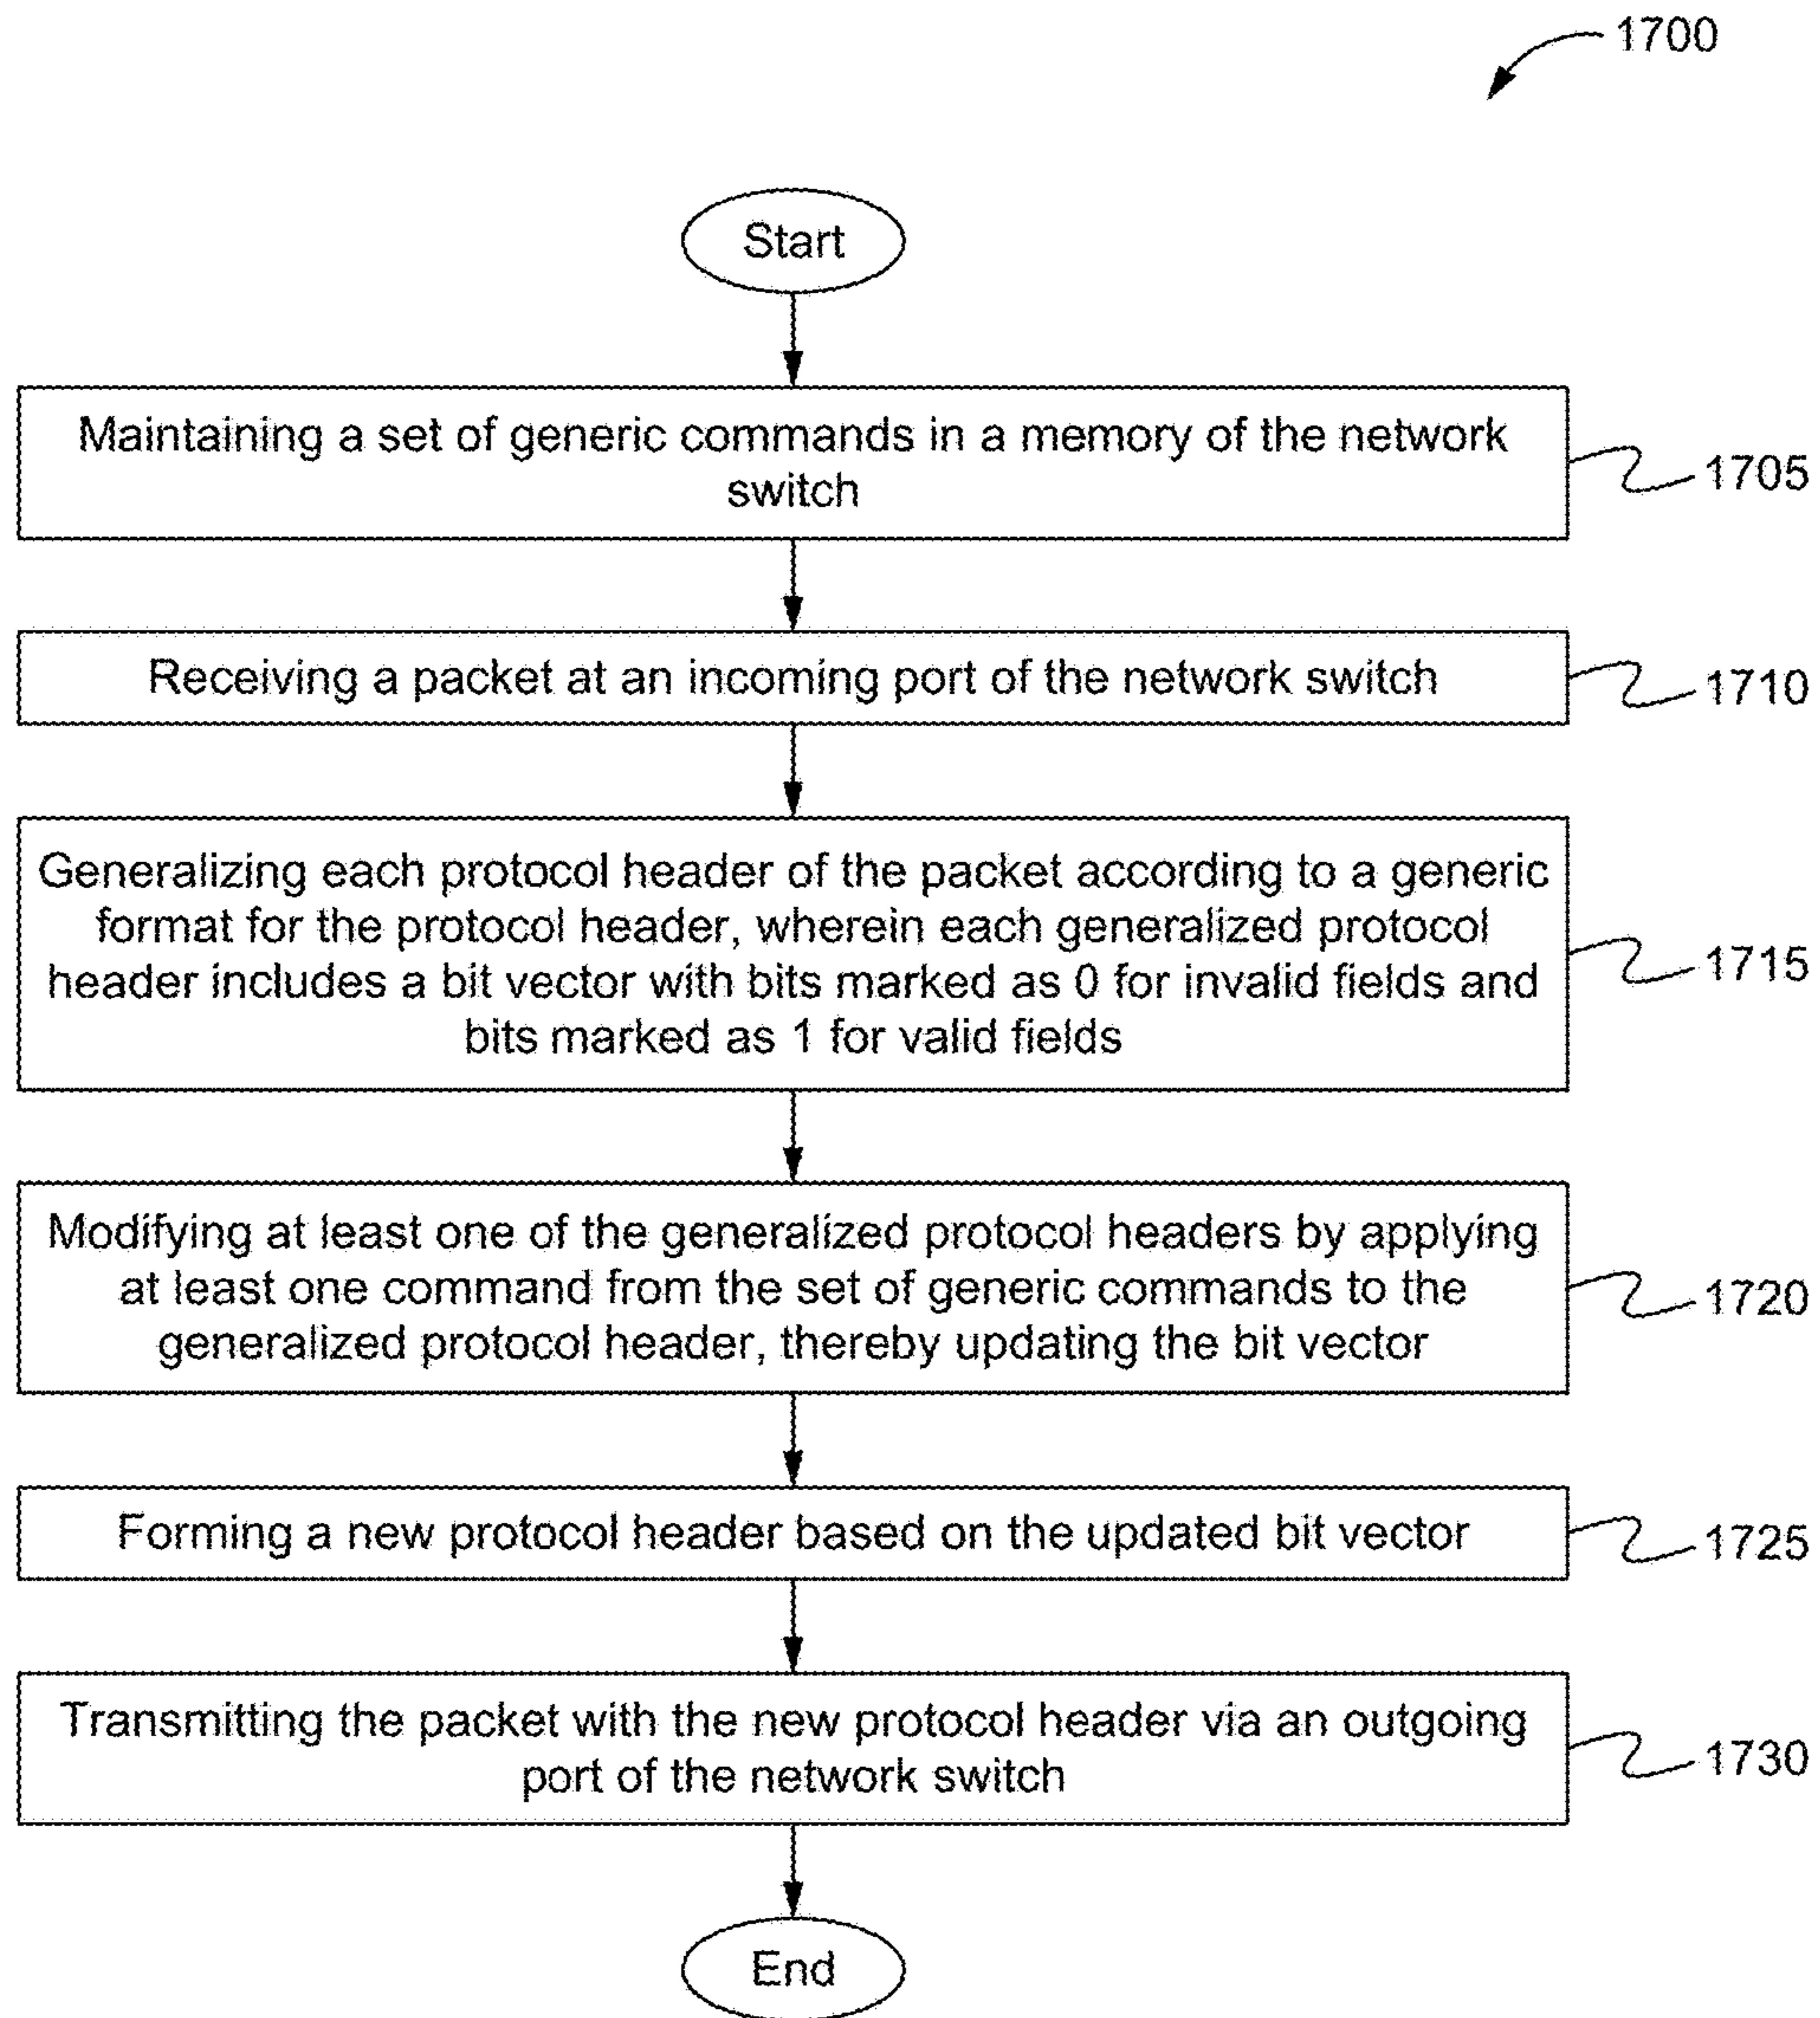 1700
Start
Maintaining a set of generic commands in a memory of the network
switch
1705
Receiving a packet at an incoming port of the network switch
1710
Generalizing each protocol header of the packet according to a generic
format for the protocol header, wherein each generalized protocol
header includes a bit vector with bits marked as 0 for invalid fields and
bits marked as 1 for valid fields
1715
Modifying at least one of the generalized protocol headers by applying
at least one command from the set of generic commands to the
generalized protocol header, thereby updating the bit vector
1720
Forming a new protocol header based on the updated bit vector
1725
Transmitting the packet with the new protocol header via an outgoing
port of the network switch
1730
End